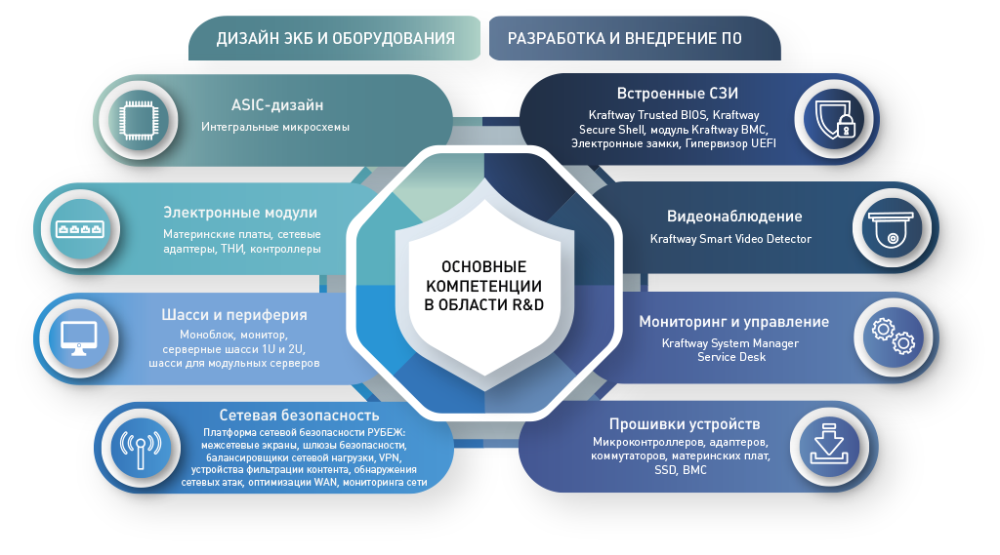 ДИЗАЙН ЭКБ И ОБОРУДОВАНИЯ
РАЗРАБОТКА И ВНЕДРЕНИЕ ПО
ASIC-дизайн
Интегральные микросхемы
Электронные модули
Материнские платы, сетевые
адаптеры, ТНИ, контроллеры
Шасси и периферия
Моноблок, монитор,
серверные шасси 1U и 2U,
шасси для модульных серверов
Сетевая безопасность
Платформа сетевой безопасности РУБЕЖ:
межсетевые экраны, шлюзы безопасности,
балансировщики сетевой нагрузки, VPN,
устройства фильтрации контента, обнаружения
сетевых атак, оптимизации WAN, мониторинга сети
ОСНОВНЫЕ
КОМПЕТЕНЦИИ
В ОБЛАСТИ R&D
Встроенные СЗИ
Kraftway Trusted BIOS, Kraftway
Secure Shell, модуль Kraftway BMC,
Электронные замки, Гипервизор UEFI
Видеонаблюдение
Kraftway Smart Video Detector
Мониторинг и управление
Kraftway System Manager
Service Desk
Прошивки устройств
Микроконтроллеров, адаптеров,
коммутаторов, материнских плат,
SSD, BMC